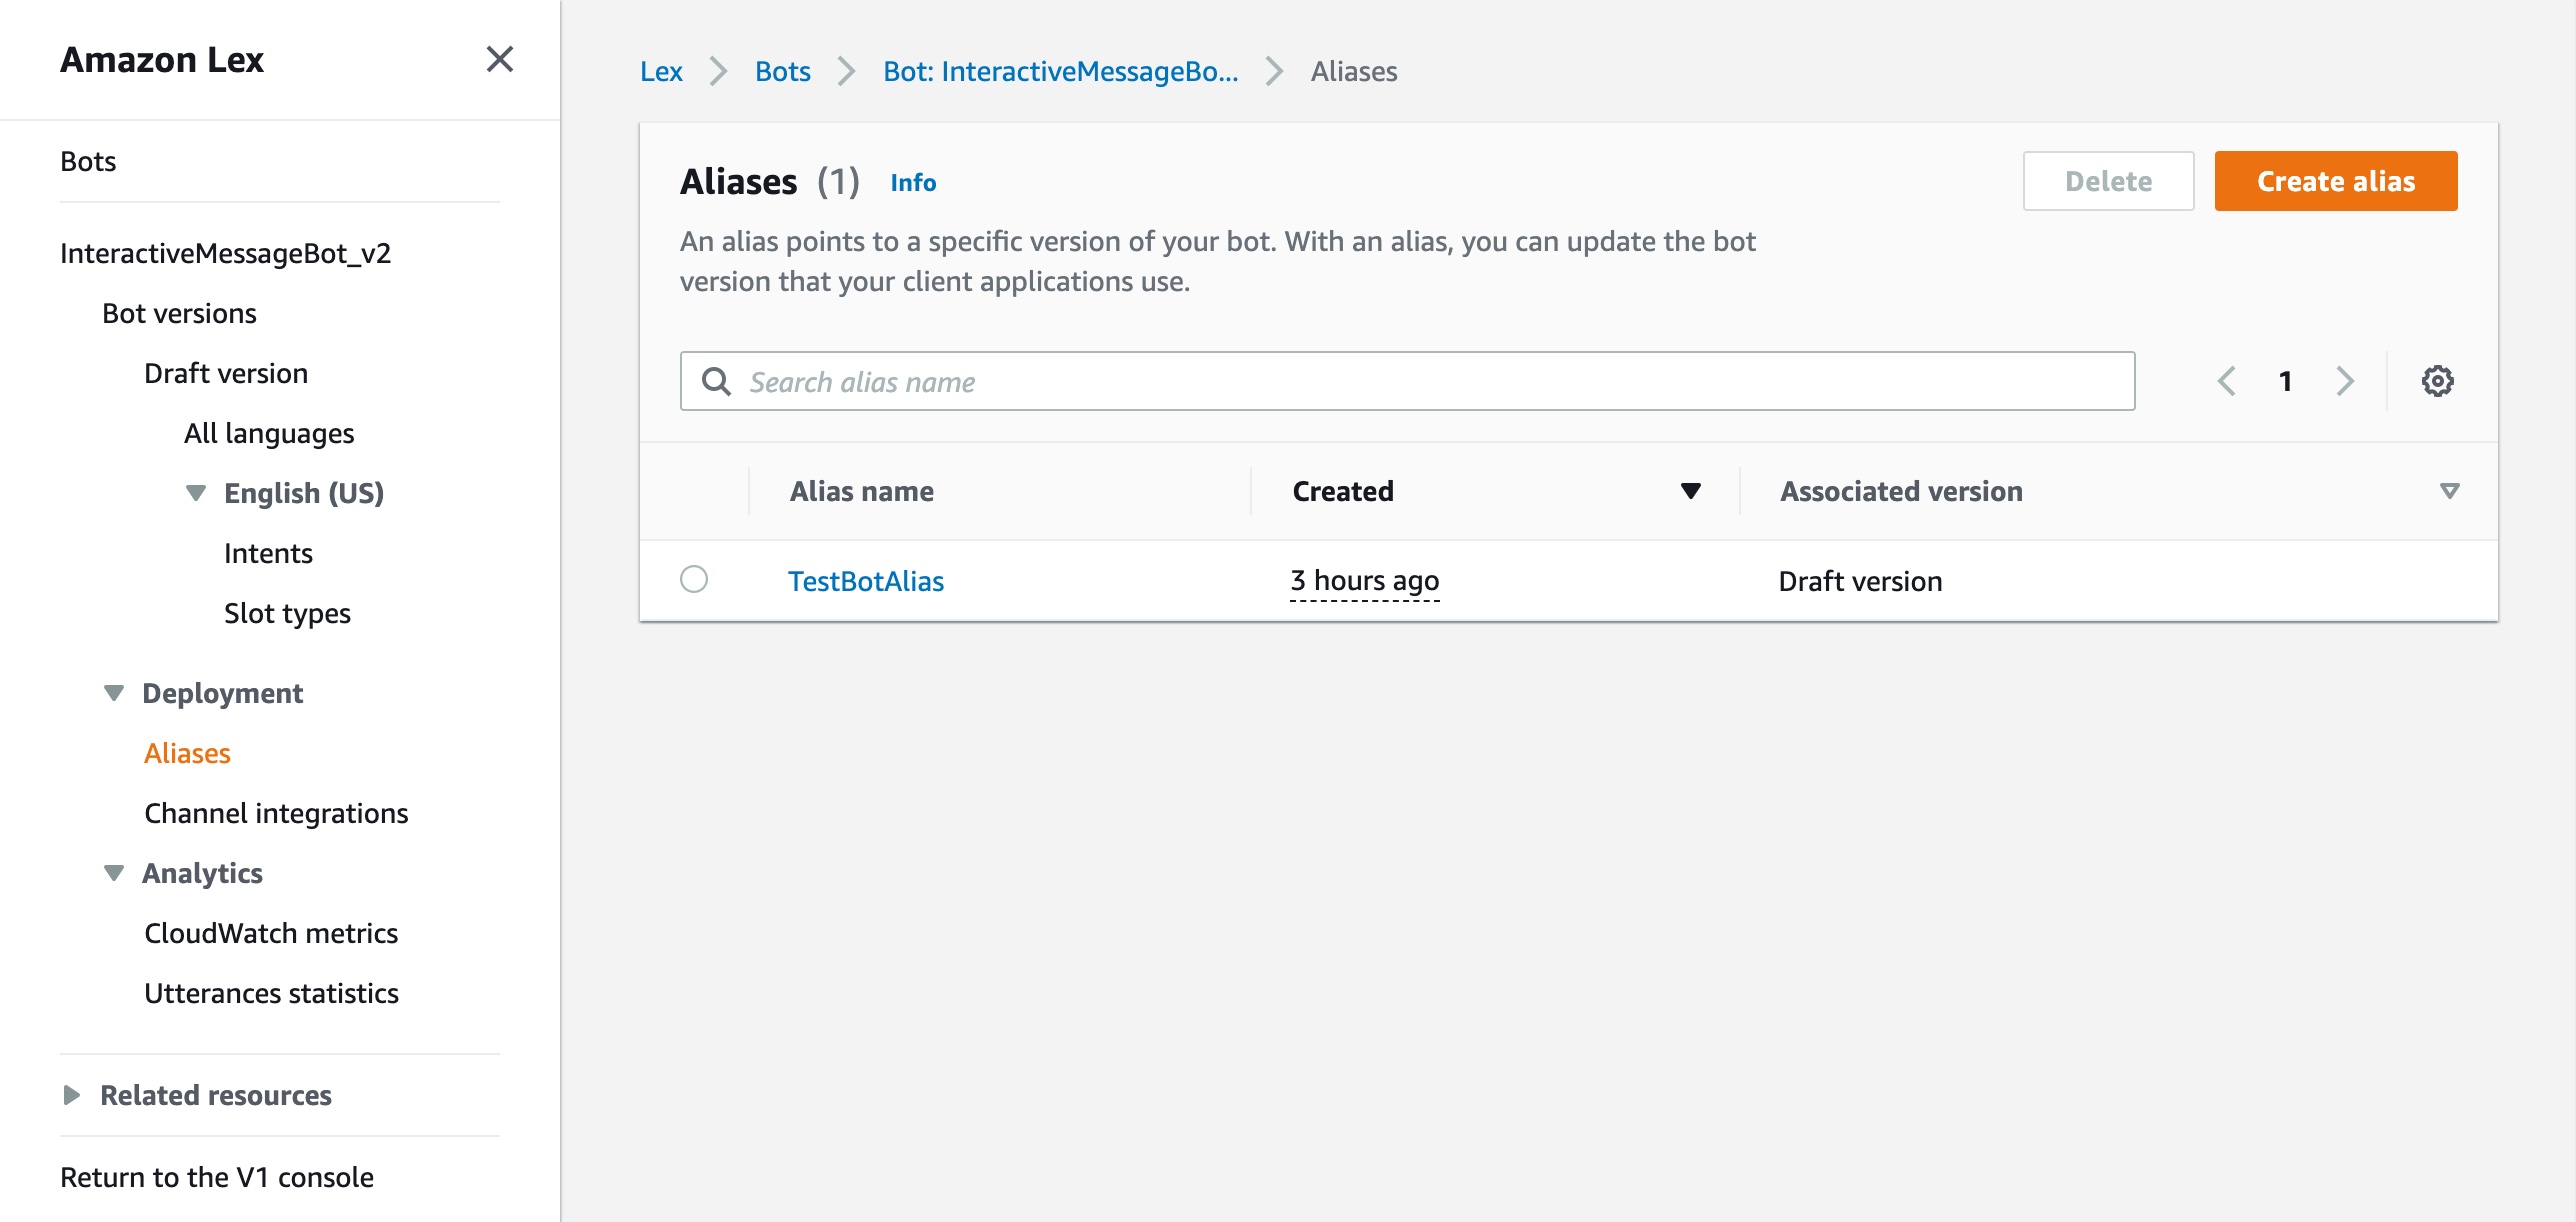 Amazon Lex
Bots
InteractiveMessageBot_v2
Bot versions
Draft version
All languages
English (US)
Intents
Slot types
Deployment
Aliases
Channel integrations
Analytics
CloudWatch metrics
Utterances statistics
Related resources
Return to the V1 console
Lex Bots Bot: InteractiveMessageBo... Aliases
Aliases (1) Info
Delete Create alias
An alias points to a specific version of your bot. With an alias, you can update the bot
version that your client applications use.
Search alias name
1
Alias name Created Associated version
TestBotAlias 3 hours ago Draft version